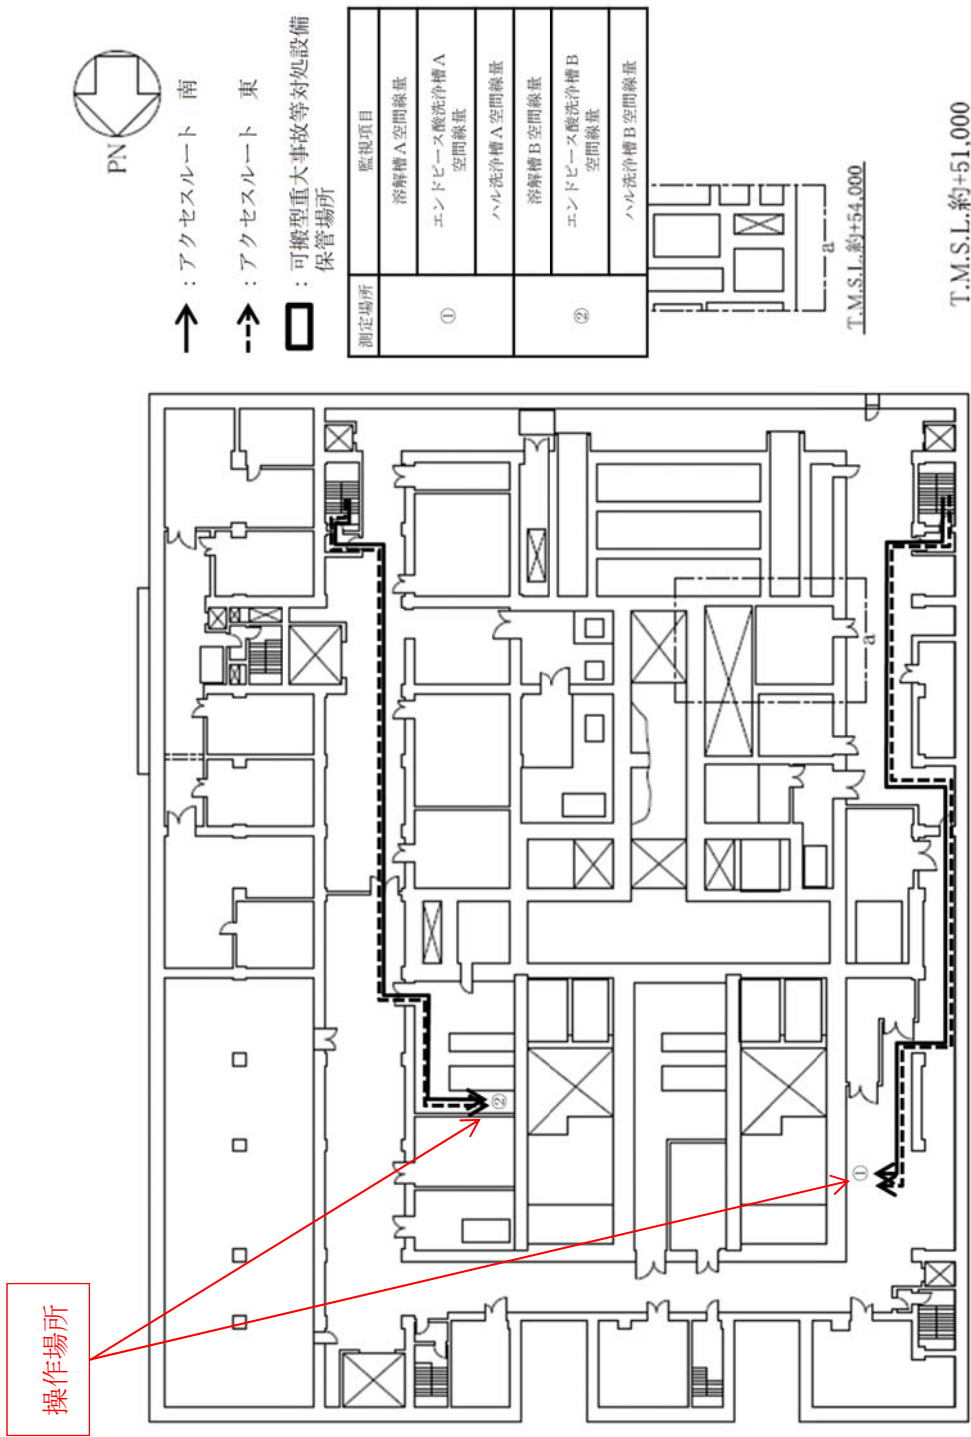 PN
：アクセスルート 南
：アクセスルート 東
：可搬型重大事故等対処設備
保管場所
測定場所 監視項目
①
溶解槽A空間線量
エンドピース酸洗浄槽A
空間線量
ハル洗浄槽A空間線量
②
溶解槽B空間線量
エンドピース酸洗浄槽B
空間線量
ハル洗浄槽B空間線量
a
T.M.S.L.約+54,000
T.M.S.L.約+51,000
a
②
①
操作場所